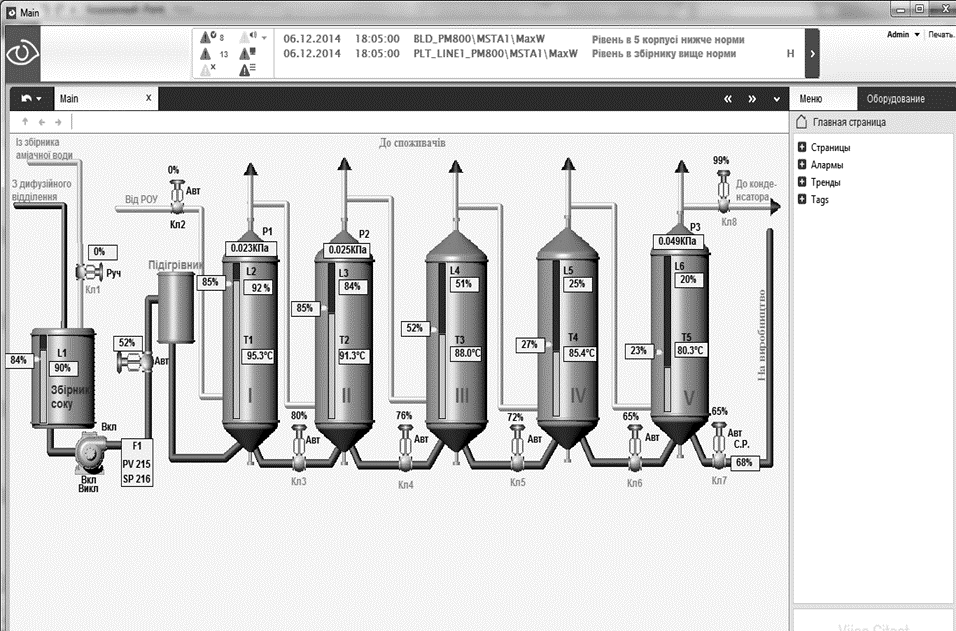 Main
8
13
06.12.2014 18:05:00 BLD_PM800\MSTA1\MaxW Рівень в 5 корпусі нижче норми
06.12.2014 18:05:00 PLT_LINE1_PM800\MSTA1\MaxW Рівень в збірнику вище норми H
Admin Печать.
Main x
Меню Оборудование
Главная страница
Страницы
Алармы
Тренды
Tags
Із збірника
аміачної води
З дифузійного
відділення
До споживачів
0%
Авт
Від РОУ
Кл2
99%
До конде-
нсатора
Кл8
0%
Руч
Кл1
Підігрівник
P1
0.023КПа
P2
0.025КПа
P3
0.049КПа
85%
L2
92 %
L3
84%
85%
L4
51%
52%
L5
25%
27%
L6
20%
23%
84%
L1
90%
Збірник
соку
52%
Авт
T1
95.3°C
T2
91.3°C
T3
88.0°C
T4
85.4°C
T5
80.3°C
I
II
III
IV
V
На виробництво
Вкл
Вкл
Викл
F1
PV 215
SP 216
80%
Авт
Кл3
76%
Авт
Кл4
72%
Авт
Кл5
65%
Авт
Кл6
65%
Авт
С.Р.
68%
Кл7